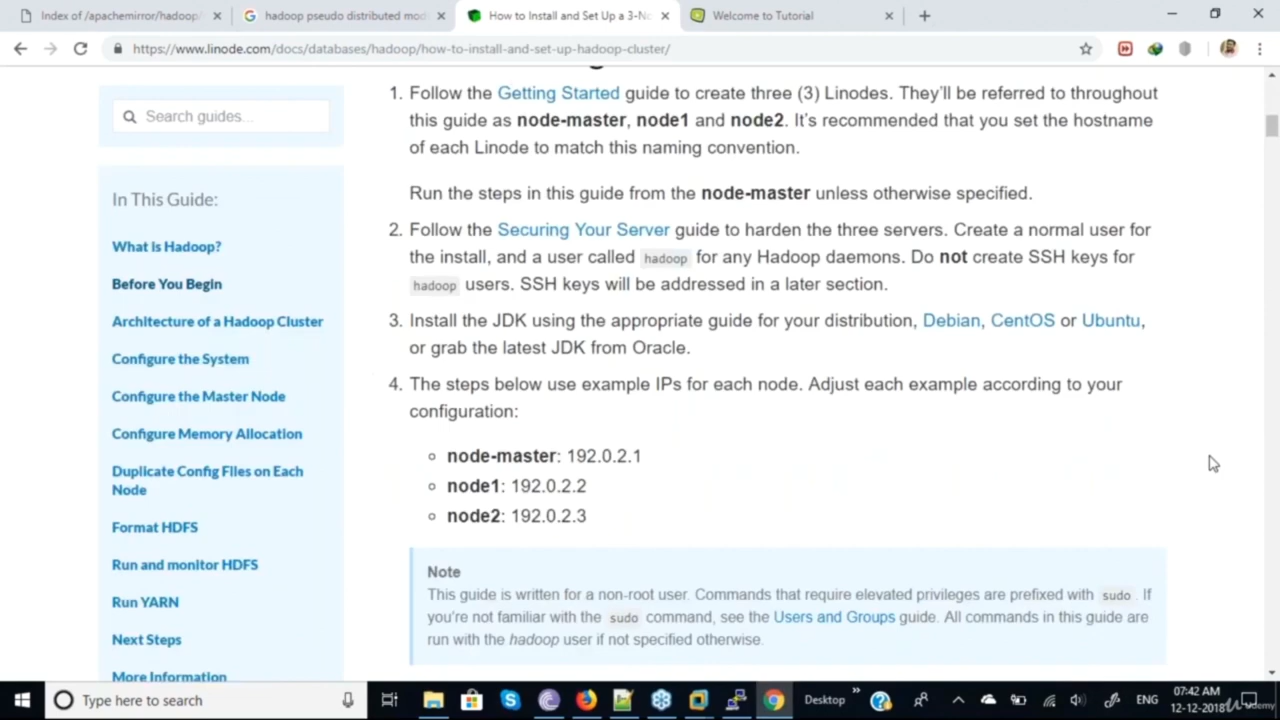 Index of /apachemirror/hadoop/
hadoop pseudo distributed mod
How to Install and Set Up a 3-No
Welcome to Tutorial
https://www.linode.com/docs/databases/hadoop/how-to-install-and-set-up-hadoop-cluster/
Search guides...
In This Guide:
What is Hadoop?
Before You Begin
Architecture of a Hadoop Cluster
Configure the System
Configure the Master Node
Configure Memory Allocation
Duplicate Config Files on Each
Node
Format HDFS
Run and monitor HDFS
Run YARN
Next Steps
More Information
1. Follow the Getting Started guide to create three (3) Linodes. They'll be referred to throughout
this guide as node-master, node1 and node2. It's recommended that you set the hostname
of each Linode to match this naming convention.
Run the steps in this guide from the node-master unless otherwise specified.
2. Follow the Securing Your Server guide to harden the three servers. Create a normal user for
the install, and a user called hadoop for any Hadoop daemons. Do not create SSH keys for
hadoop users. SSH keys will be addressed in a later section.
3. Install the JDK using the appropriate guide for your distribution, Debian, CentOS or Ubuntu,
or grab the latest JDK from Oracle.
4. The steps below use example IPs for each node. Adjust each example according to your
configuration:
node-master: 192.0.2.1
node1: 192.0.2.2
node2: 192.0.2.3
Note
This guide is written for a non-root user. Commands that require elevated privileges are prefixed with sudo. If
you're not familiar with the sudo command, see the Users and Groups guide. All commands in this guide are
run with the hadoop user if not specified otherwise.
Type here to search
Desktop
ENG
07:42 AM
12-12-2018
Udemy